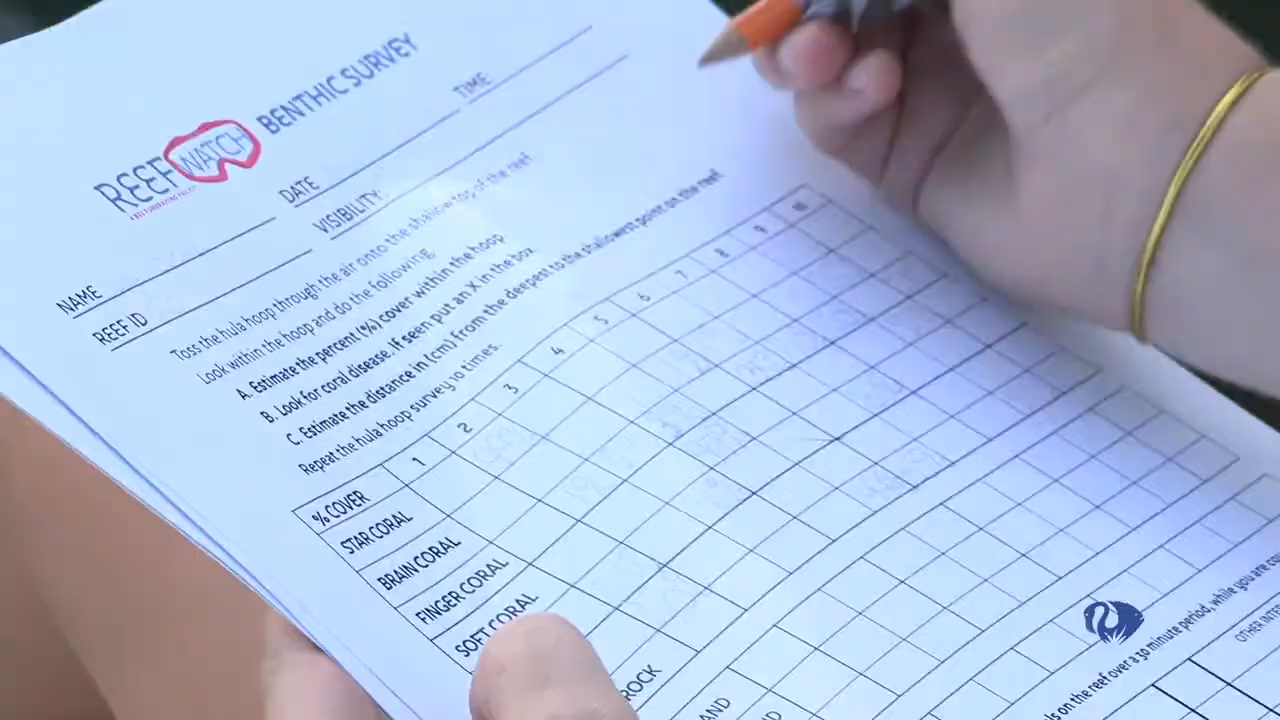 REEF WATCH BENTHIC SURVEY
NAME DATE TIME:
REEF ID VISIBILITY:
Toss the hula hoop through the air onto the shallow top of the reef
Look within the hoop and do the following:
A. Estimate the percent (%) cover within the hoop
B. Look for coral disease. If seen put an X in the box
C. Estimate the distance in (cm) from the deepest to the shallowest point on the reef
Repeat the hula hoop survey 10 times.
% COVER 1 2 3 4 5 6 7 8 9 10
STAR CORAL
BRAIN CORAL
FINGER CORAL
SOFT CORAL
ROCK
on the reef over a 30 minute period, while you are
OTHER